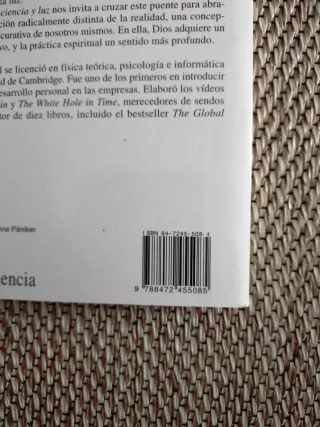 a luz.
ciencia y luz nos invita a cruzar este puente para abra-
ción radicalmente distinta de la realidad, una concep-
curativa de nosotros mismos. En ella, Dios adquiere un
vo, y la práctica espiritual un sentido más profundo.
l se licenció en física teórica, psicología e informática
d de Cambridge. Fue uno de los primeros en introducir
esarrollo personal en las empresas. Elaboró los vídeos
in y The White Hole in Time, merecedores de sendos
tor de diez libros, incluido el bestseller The Global
ISBN 84-7245-508-4
ine Pániker
encia
9 788472 455085